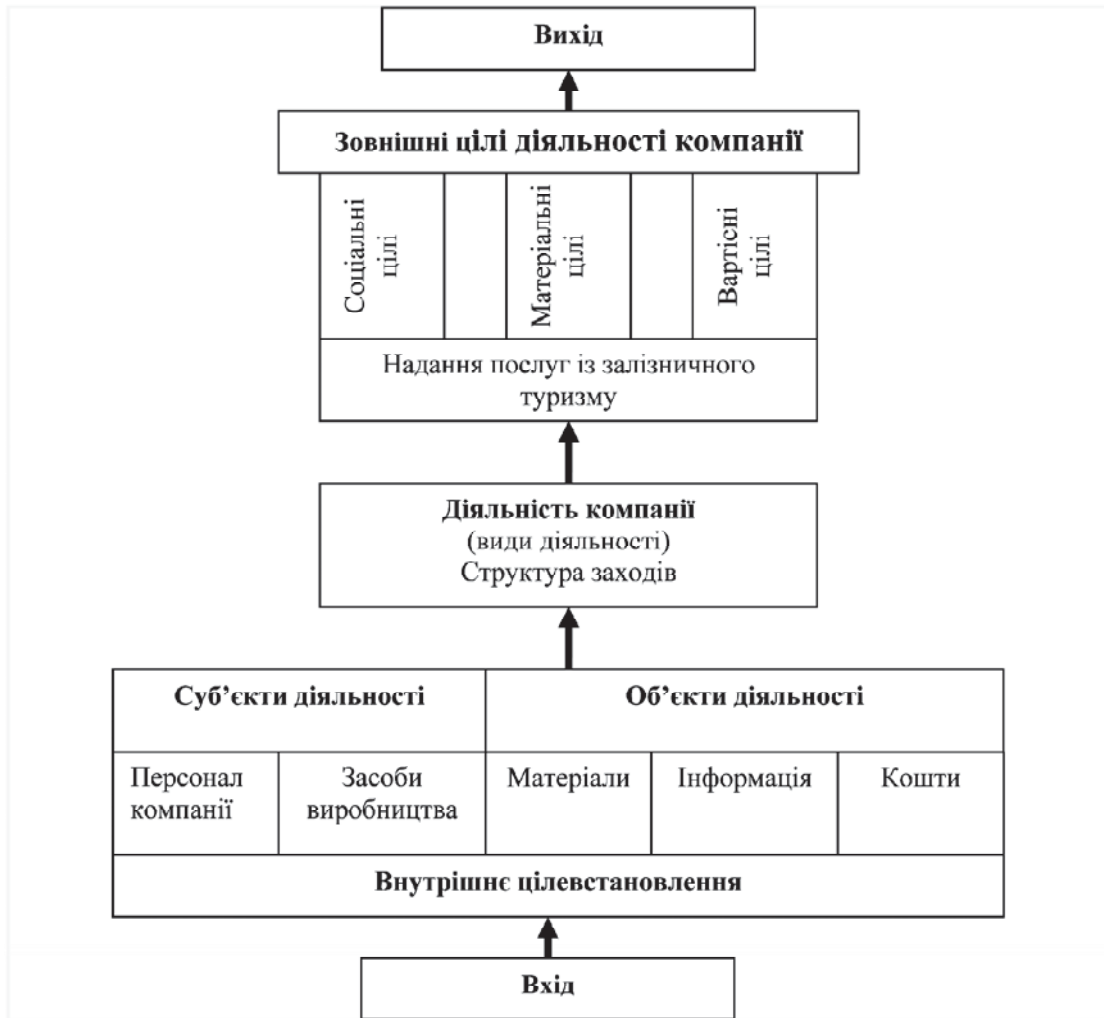 Вихід
Зовнішні цілі діяльності компанії
Соціальні
цілі
Матеріальні
цілі
Вартісні
цілі
Надання послуг із залізничного
туризму
Діяльність компанії
(види діяльності)
Структура заходів
Суб’єкти діяльності
Об’єкти діяльності
Персонал
компанії
Засоби
виробництва
Матеріали
Інформація
Кошти
Внутрішнє цілевстановлення
Вхід